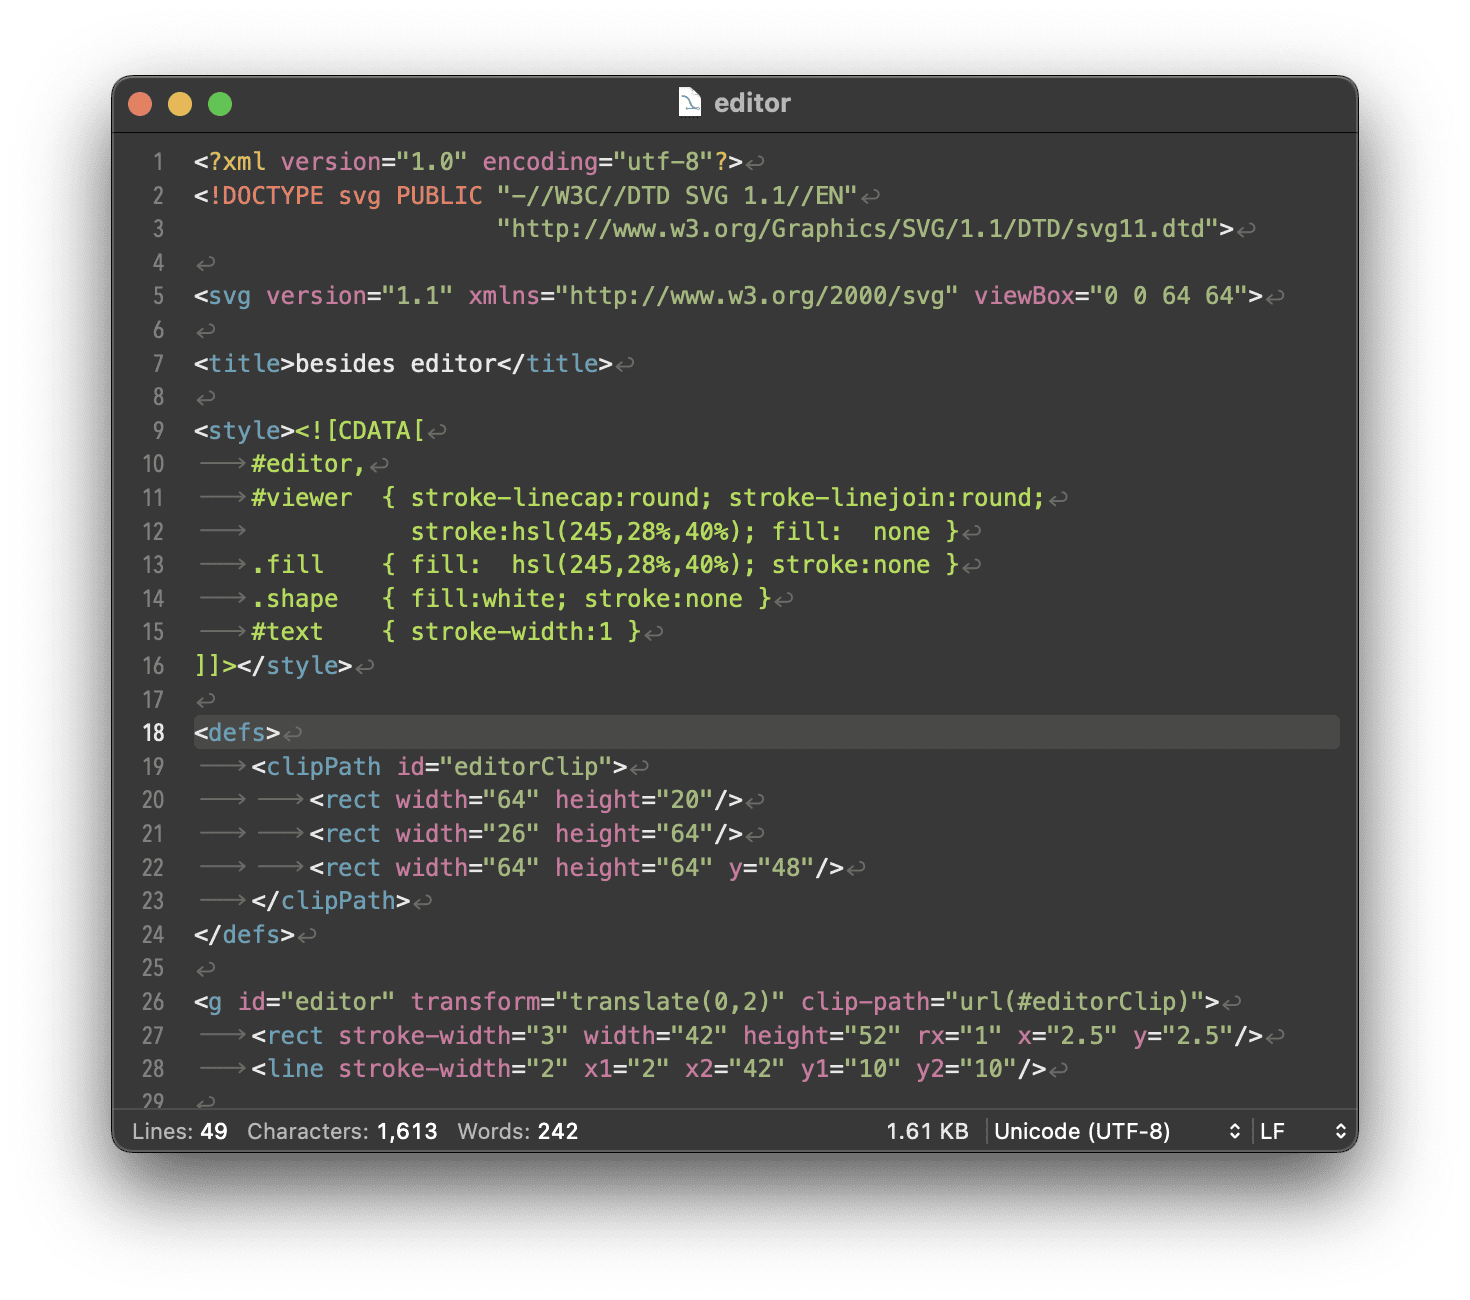 editor
1 <?xml version="1.0" encoding="utf-8"?>↩
2 <!DOCTYPE svg PUBLIC "-//W3C//DTD SVG 1.1//EN"↩
3                      "http://www.w3.org/Graphics/SVG/1.1/DTD/svg11.dtd">↩
4 ↩
5 <svg version="1.1" xmlns="http://www.w3.org/2000/svg" viewBox="0 0 64 64">↩
6 ↩
7 <title>besides editor</title>↩
8 ↩
9 <style><![CDATA[↩
10 ⟶#editor,↩
11 ⟶#viewer  { stroke-linecap:round; stroke-linejoin:round;↩
12 ⟶           stroke:hsl(245,28%,40%); fill:  none }↩
13 ⟶.fill    { fill:  hsl(245,28%,40%); stroke:none }↩
14 ⟶.shape   { fill:white; stroke:none }↩
15 ⟶#text    { stroke-width:1 }↩
16 ]]></style>↩
17 ↩
18 <defs>↩
19 ⟶<clipPath id="editorClip">↩
20 ⟶⟶<rect width="64" height="20"/>↩
21 ⟶⟶<rect width="26" height="64"/>↩
22 ⟶⟶<rect width="64" height="64" y="48"/>↩
23 ⟶</clipPath>↩
24 </defs>↩
25 ↩
26 <g id="editor" transform="translate(0,2)" clip-path="url(#editorClip)">↩
27 ⟶<rect stroke-width="3" width="42" height="52" rx="1" x="2.5" y="2.5"/>↩
28 ⟶<line stroke-width="2" x1="2" x2="42" y1="10" y2="10"/>↩
29 ↩
Lines: 49 Characters: 1,613 Words: 242 1.61 KB Unicode (UTF-8) LF